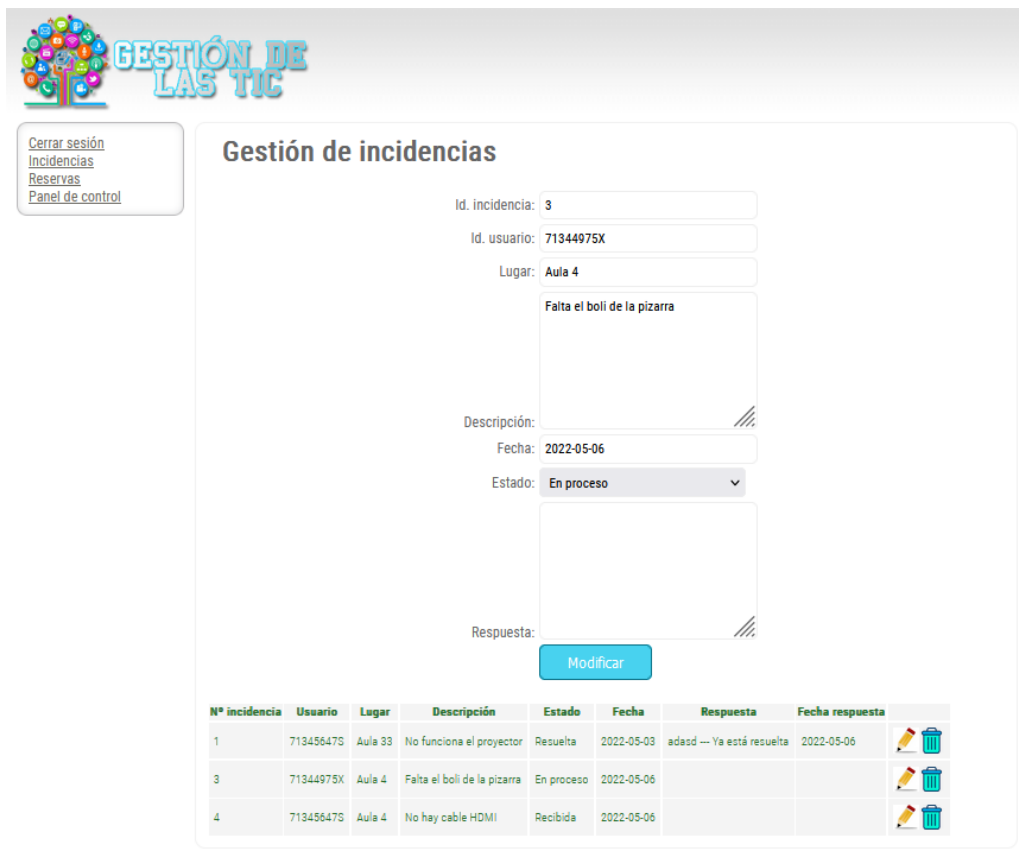 GESTIÓN DE
LAS TIC
Cerrar sesión
Incidencias
Reservas
Panel de control
Gestión de incidencias
Id. incidencia: 3
Id. usuario: 71344975X
Lugar: Aula 4
Falta el boli de la pizarra
Descripción:
Fecha: 2022-05-06
Estado: En proceso
Respuesta:
Modificar
Nº incidencia Usuario Lugar Descripción Estado Fecha Respuesta Fecha respuesta
1 71345647S Aula 33 No funciona el proyector Resuelta 2022-05-03 adasd --- Ya está resuelta 2022-05-06
3 71344975X Aula 4 Falta el boli de la pizarra En proceso 2022-05-06
4 71345647S Aula 4 No hay cable HDMI Recibida 2022-05-06